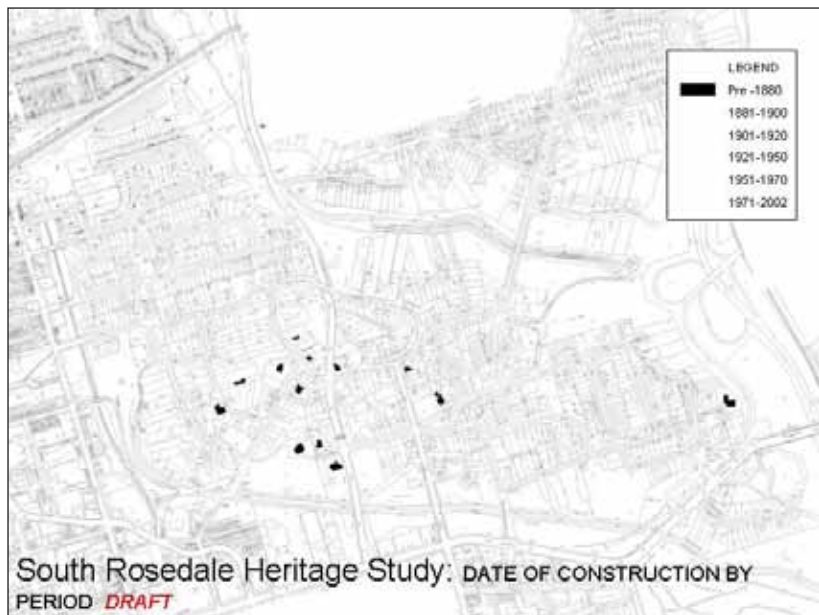 LEGEND
Pre -1880
1881-1900
1901-1920
1921-1950
1951-1970
1971-2002
South Rosedale Heritage Study: DATE OF CONSTRUCTION BY
PERIOD DRAFT